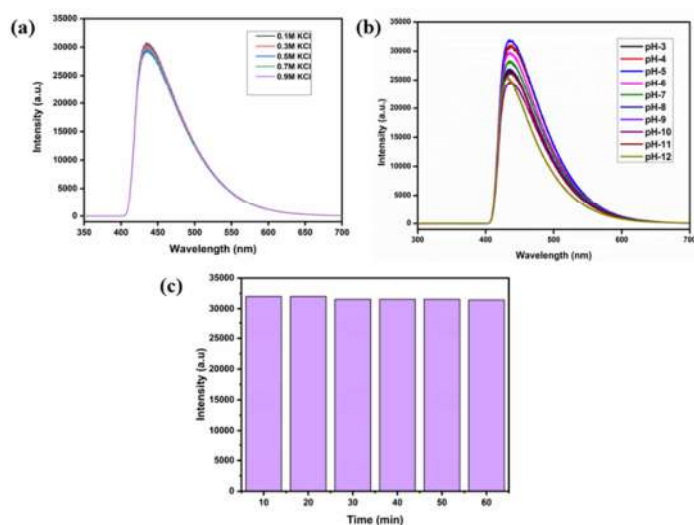 (a)
35000
30000
25000
20000
15000
10000
5000
0
Intensity (a.u.)
350 400 450 500 550 600 650 700
Wavelength (nm)
0.1M KCl
0.3M KCl
0.5M KCl
0.7M KCl
0.9M KCl
(b)
35000
30000
25000
20000
15000
10000
5000
0
Intensity (a.u.)
300 400 500 600 700
Wavelength (nm)
pH-3
pH-4
pH-5
pH-6
pH-7
pH-8
pH-9
pH-10
pH-11
pH-12
(c)
35000
30000
25000
20000
15000
10000
5000
0
Intensity (a.u)
10 20 30 40 50 60
Time (min)